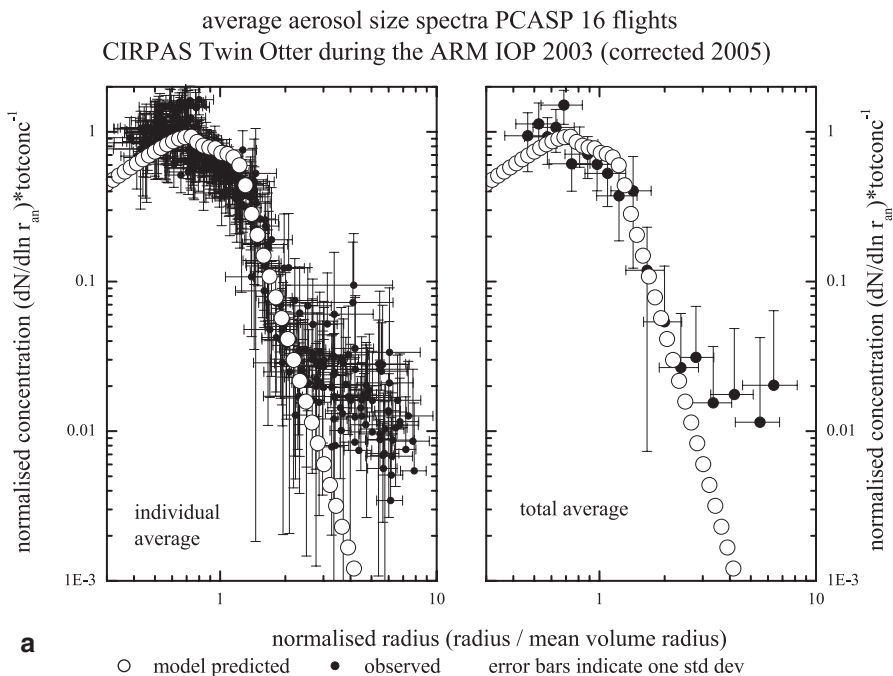 average aerosol size spectra PCASP 16 flights
CIRPAS Twin Otter during the ARM IOP 2003 (corrected 2005)
normalised concentration (dN/dln r_an)*totconc^-1
1
0.1
0.01
1E-3
individual
average
1
10
total average
1
10
1
0.1
0.01
1E-3
normalised concentration (dN/dln r_an)*totconc^-1
a
normalised radius (radius / mean volume radius)
model predicted
observed
error bars indicate one std dev